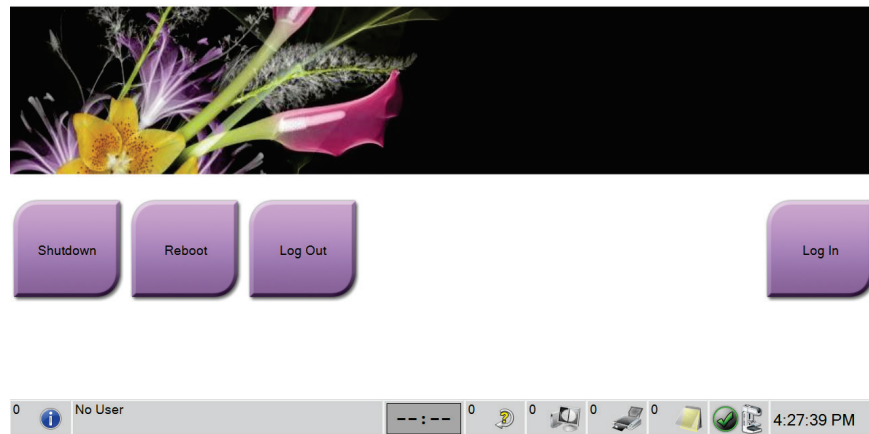 Shutdown
Reboot
Log Out
Log In
0
No User
--:--
0
0
0
0
4:27:39 PM